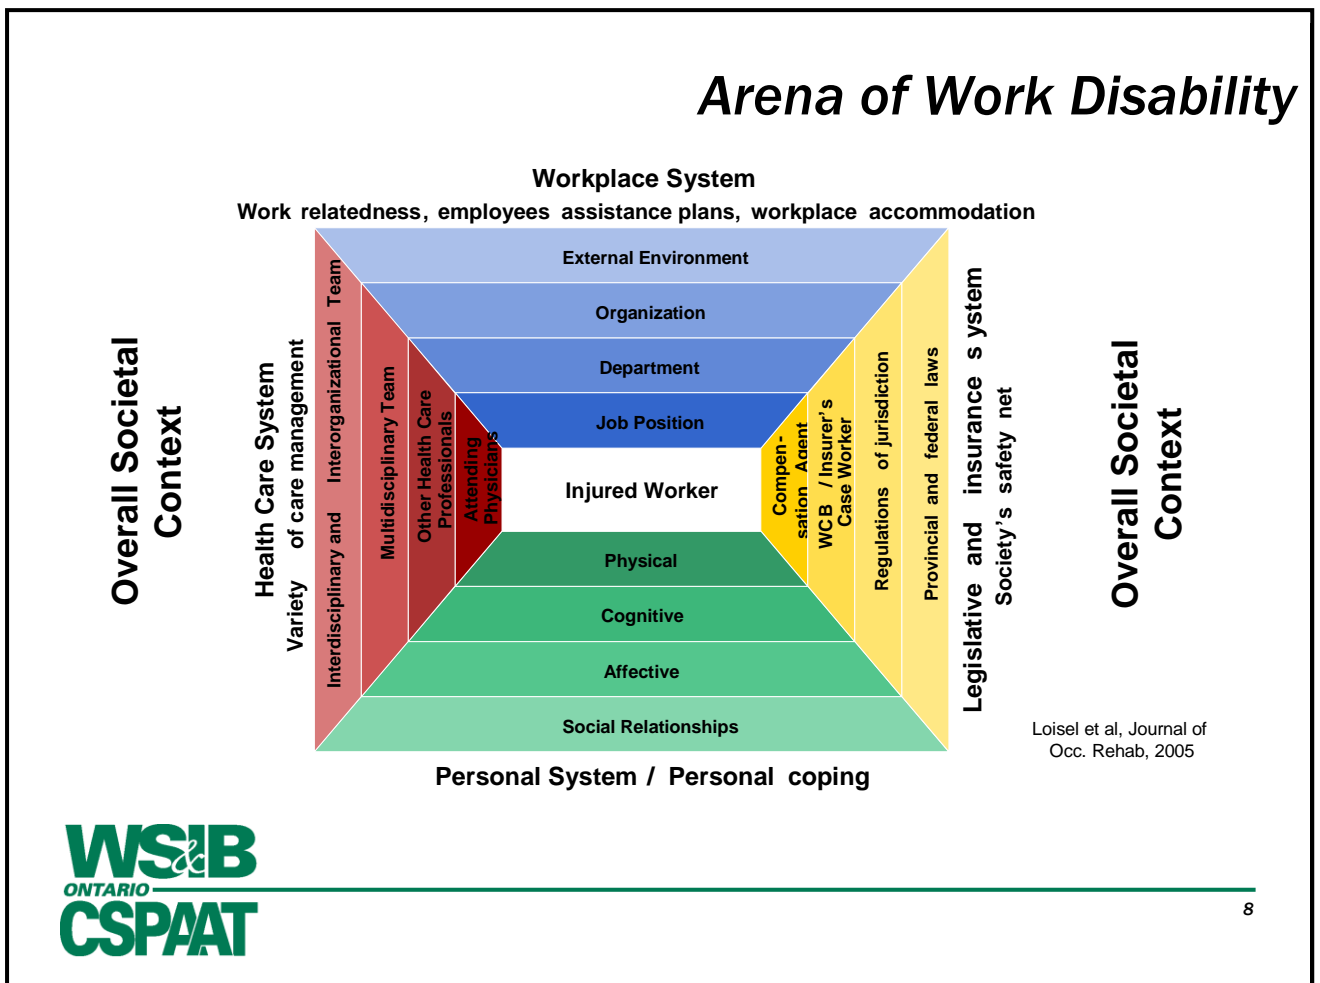 Arena of Work Disability
Workplace System
Work relatedness, employees assistance plans, workplace accommodation
External Environment
Organization
Department
Job Position
Injured Worker
Physical
Cognitive
Affective
Social Relationships
Personal System / Personal coping
Overall Societal
Context
Health Care System
Variety of care management
Interdisciplinary and Interorganizational Team
Multidisciplinary Team
Other Health Care
Professionals
Attending
Physicians
Compen-
sation Agent
WCB / Insurer's
Case Worker
Regulations of jurisdiction
Provincial and federal laws
Legislative and insurance s ystem
Society's safety net
Overall Societal
Context
Loisel et al, Journal of
Occ. Rehab, 2005
WS&IB
ONTARIO
CSPAAT
8